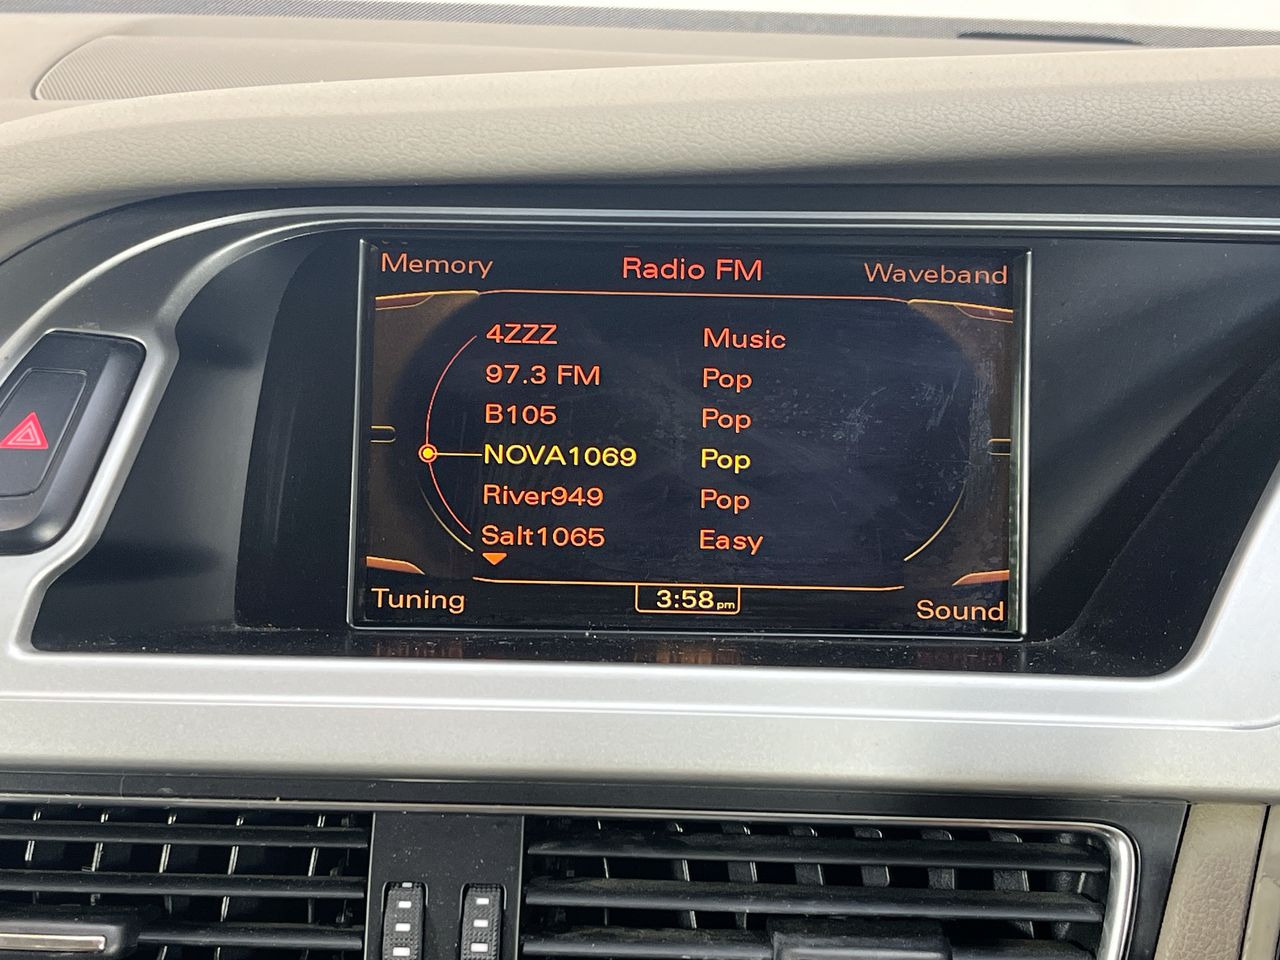 Memory Radio FM Waveband
4ZZZ Music
97.3 FM Pop
B105 Pop
NOVA1069 Pop
River949 Pop
Salt1065 Easy
Tuning 3:58pm Sound